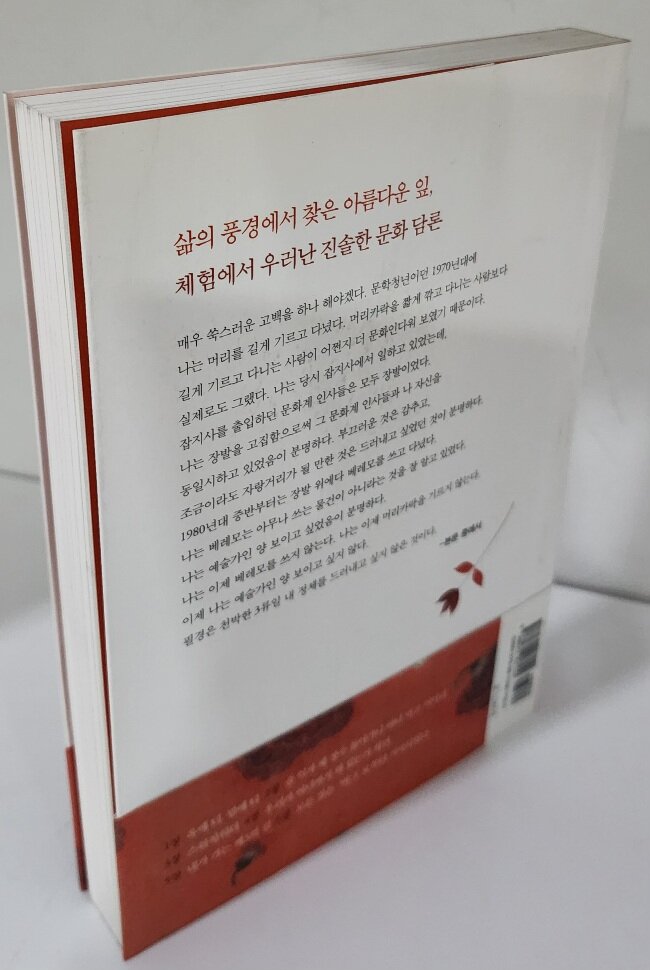 삶의 풍경에서 찾은 아름다운 잎,
체험에서 우러난 진솔한 문화 담론
매우 쑥스러운 고백을 하나 해야겠다. 문학청년이던 1970년대에
나는 머리를 길게 기르고 다녔다. 머리카락을 짧게 깎고 다니는 사람보다
길게 기르고 다니는 사람이 어쩐지 더 문화인다워 보였기 때문이다.
실제로도 그랬다. 나는 당시 잡지사에서 일하고 있었는데,
잡지사를 출입하던 문화계 인사들은 모두 장발이었다.
나는 장발을 고집함으로써 그 문화계 인사들과 나 자신을
동일시하고 있었음이 분명하다. 부끄러운 것은 감추고,
조금이라도 자랑거리가 될 만한 것은 드러내고 싶었던 것이 분명하다.
1980년대 중반부터는 장발 위에다 베레모를 쓰고 다녔다.
나는 베레모는 아무나 쓰는 물건이 아니라는 것을 잘 알고 있었다.
나는 예술가인 양 보이고 싶었음이 분명하다.
나는 이제 베레모를 쓰지 않는다. 나는 이제 머리카락을 기르지 않는다.
이제 나는 예술가인 양 보이고 싶지 않다.
필경은 천박한 3류임 내 정체를 드러내고 싶지 않은 것이다.
-본문 중에서